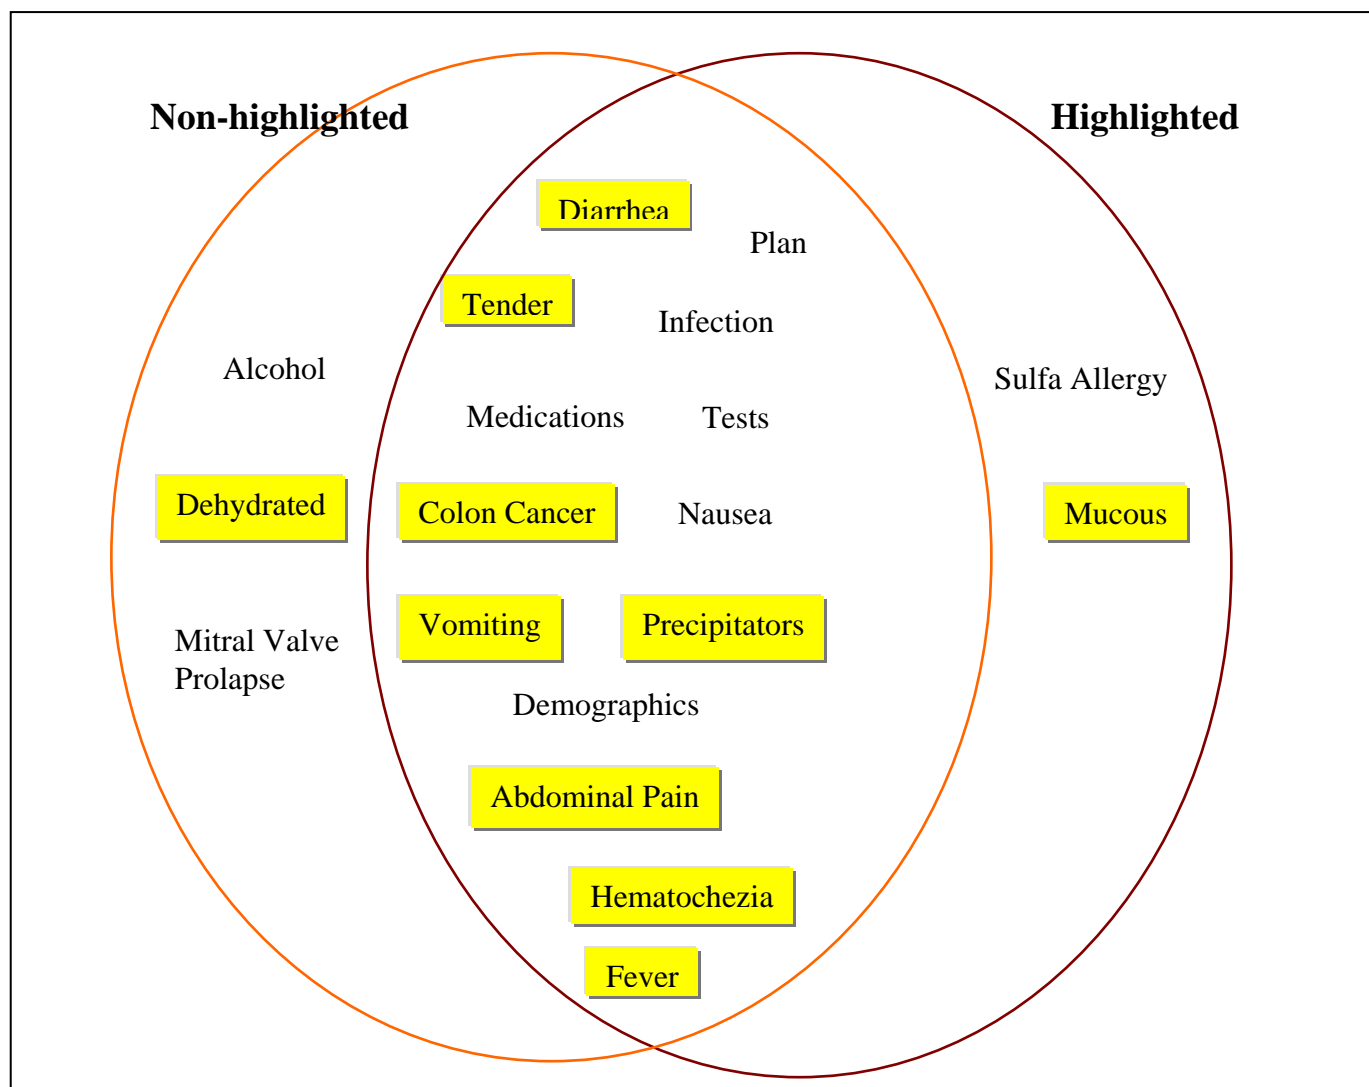 Non-highlighted
Highlighted
Diarrhea
Plan
Tender
Infection
Alcohol
Sulfa Allergy
Medications
Tests
Dehydrated
Colon Cancer
Nausea
Mucous
Vomiting
Precipitators
Mitral Valve
Prolapse
Demographics
Abdominal Pain
Hematochezia
Fever